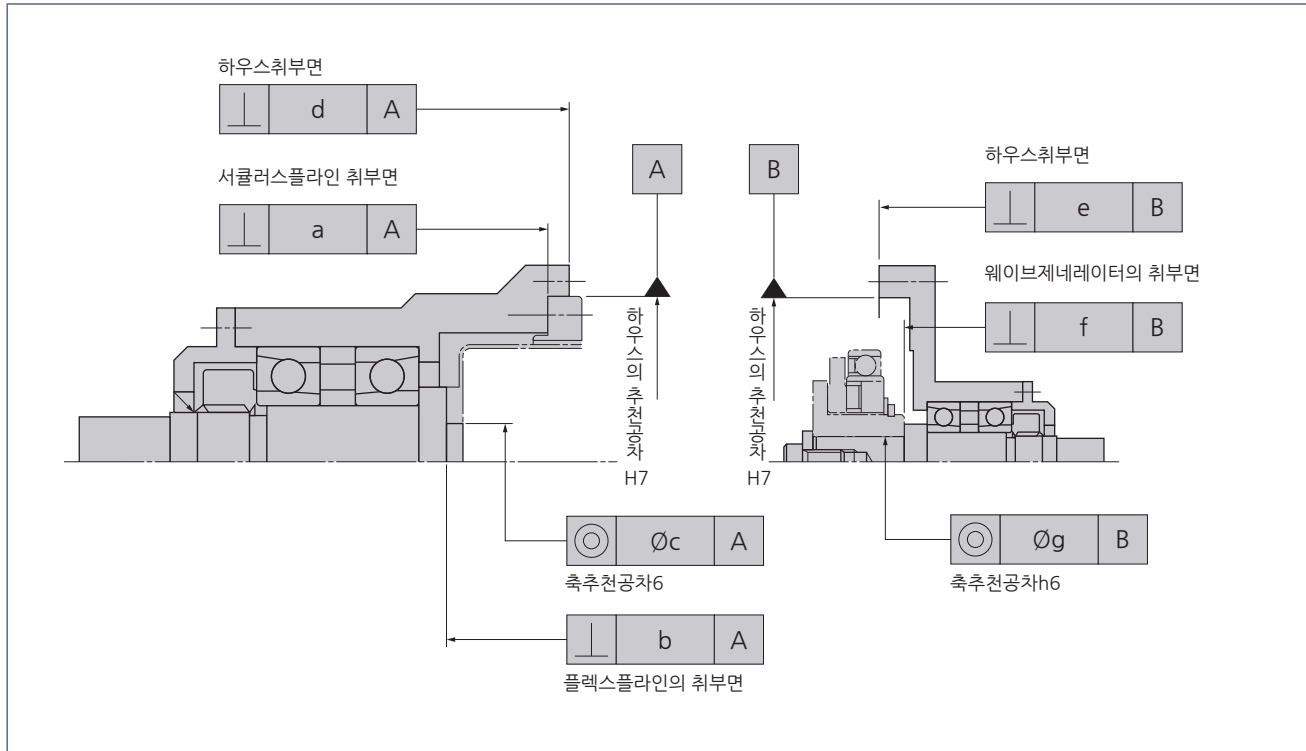 하우스취부면
⊥ d A
서큘러스플라인 취부면
⊥ a A
A
B
하우스취부면
⊥ e B
웨이브제네레이터의 취부면
⊥ f B
하우스의 추천공차 H7
하우스의 추천공차 H7
◎ Øc A
축추천공차6
⊥ b A
플렉스플라인의 취부면
◎ Øg B
축추천공차h6